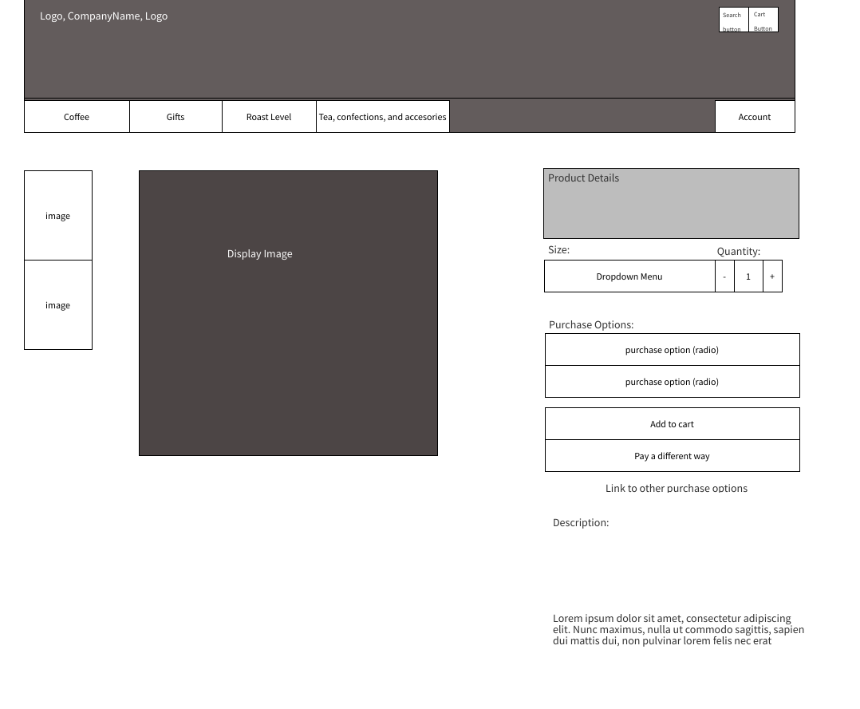 Logo, CompanyName, Logo
Search
button
Cart
Button
Coffee
Gifts
Roast Level
Tea, confections, and accesories
Account
image
image
Display Image
Product Details
Size:
Quantity:
Dropdown Menu
-
1
+
Purchase Options:
purchase option (radio)
purchase option (radio)
Add to cart
Pay a different way
Link to other purchase options
Description:
Lorem ipsum dolor sit amet, consectetur adipiscing
elit. Nunc maximus, nulla ut commodo sagittis, sapien
dui mattis dui, non pulvinar lorem felis nec erat